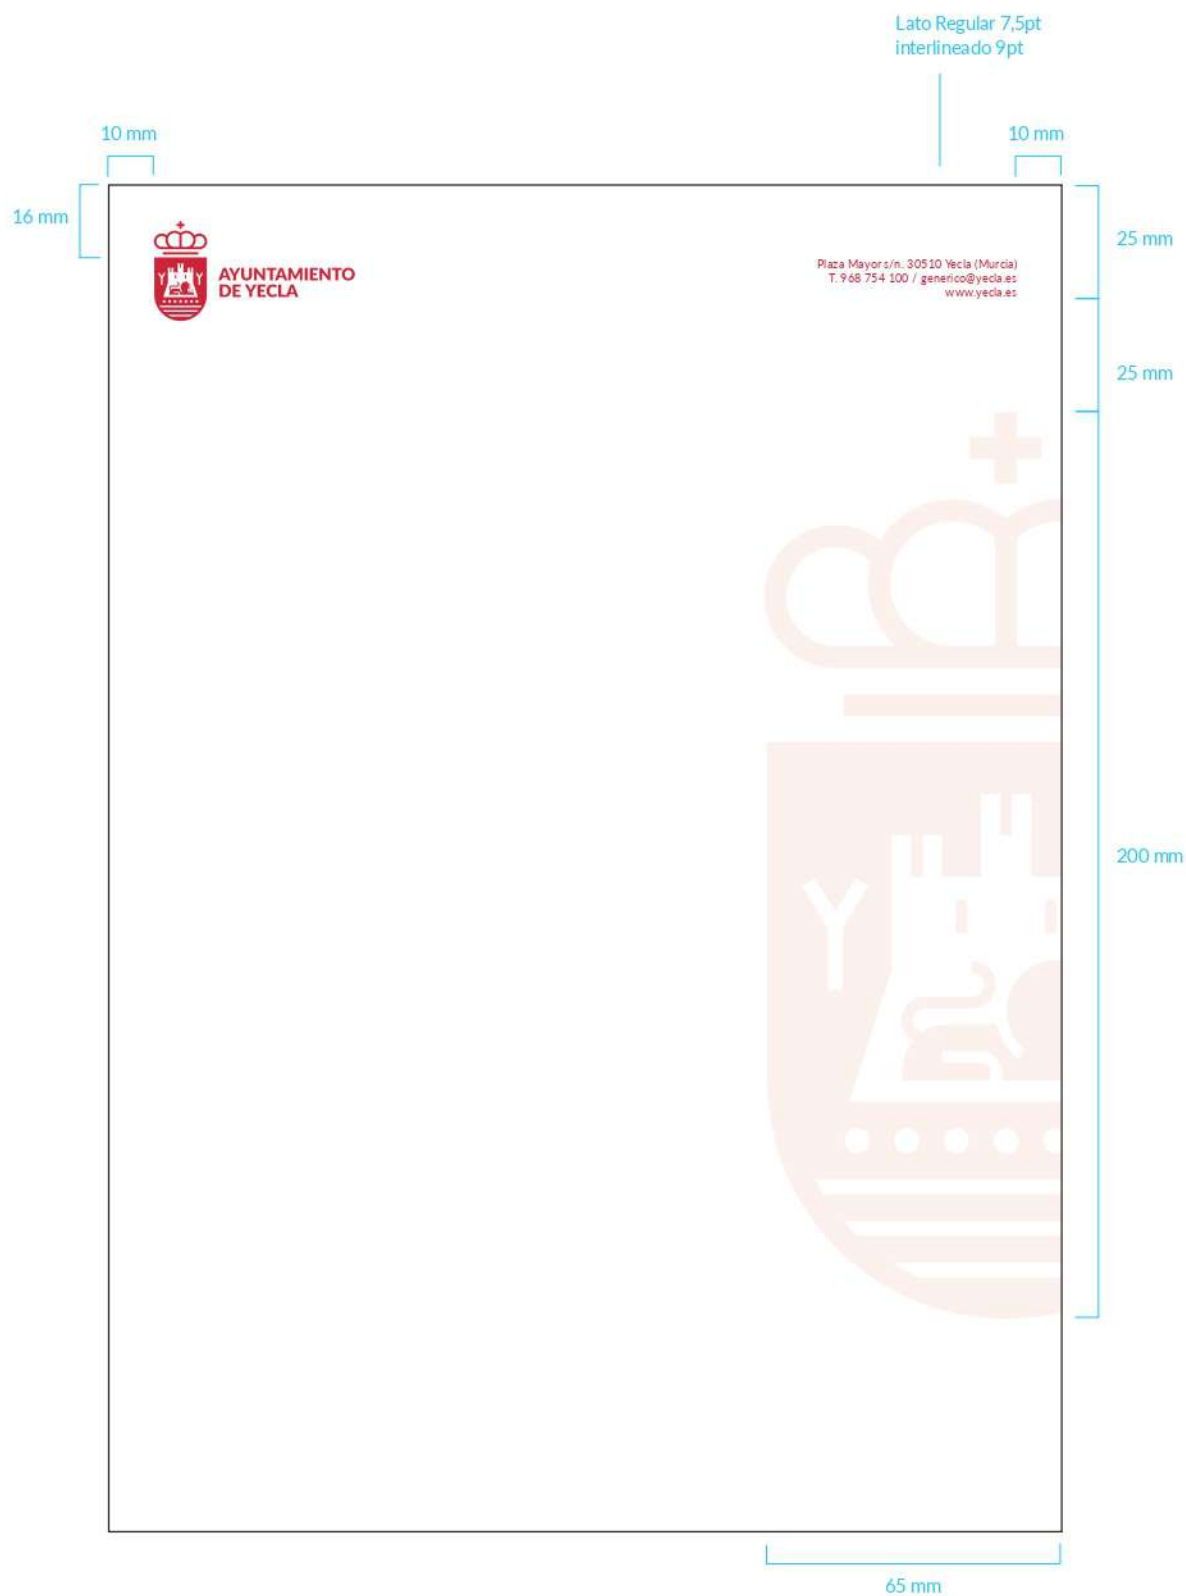 Lato Regular 7,5pt
interlineado 9pt
10 mm
10 mm
16 mm
25 mm
AYUNTAMIENTO
DE YECLA
Plaza Mayor s/n. 30510 Yecla (Murcia)
T. 968 754 100 / generico@yecla.es
www.yecla.es
25 mm
Y Y
Y
200 mm
65 mm